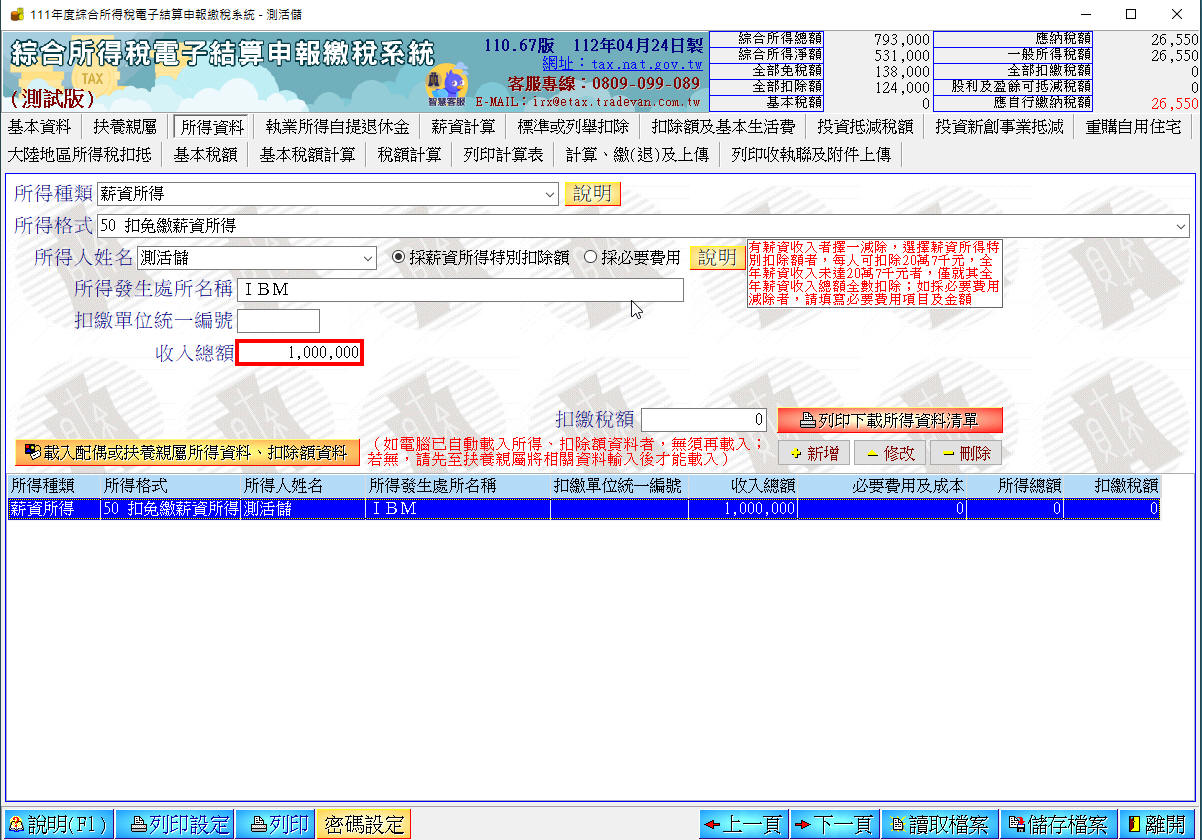 111年度綜合所得稅電子結算申報繳稅系統 - 測活儲
綜合所得稅電子結算申報繳稅系統
TAX
(測試版)
110.67版 112年04月24日製
網址：tax.nat.gov.tw
客服專線：0809-099-089
智慧客服
E-MAIL：irx@etax.tradevan.com.tw
綜合所得總額 793,000 應納稅額 26,550
綜合所得淨額 531,000 一般所得稅額 26,550
全部免稅額 138,000 全部扣繳稅額 0
全部扣除額 124,000 股利及盈餘可抵減稅額 0
基本稅額 0 應自行繳納稅額 26,550
基本資料 扶養親屬 所得資料 執業所得自提退休金 薪資計算 標準或列舉扣除 扣除額及基本生活費 投資抵減稅額 投資新創事業抵減 重購自用住宅
大陸地區所得稅扣抵 基本稅額 基本稅額計算 稅額計算 列印計算表 計算、繳(退)及上傳 列印收執聯及附件上傳
所得種類 薪資所得 說明
所得格式 50 扣免繳薪資所得
所得人姓名 測活儲 採薪資所得特別扣除額 採必要費用 說明
有薪資收入者擇一減除，選擇薪資所得特
別扣除額者，每人可扣除20萬7千元，全
年薪資收入未達20萬7千元者，僅就其全
年薪資收入總額全數扣除；如採必要費用
減除者，請填寫必要費用項目及金額
所得發生處所名稱 ＩＢＭ
扣繳單位統一編號
收入總額 1,000,000
扣繳稅額 0 列印下載所得資料清單
載入配偶或扶養親屬所得資料、扣除額資料
（如電腦已自動載入所得、扣除額資料者，無須再載入；
若無，請先至扶養親屬將相關資料輸入後才能載入）
新增 修改 刪除
所得種類 所得格式 所得人姓名 所得發生處所名稱 扣繳單位統一編號 收入總額 必要費用及成本 所得總額 扣繳稅額
薪資所得 50 扣免繳薪資所得 測活儲 ＩＢＭ 1,000,000 0 0 0
說明(F1) 列印設定 列印 密碼設定 上一頁 下一頁 讀取檔案 儲存檔案 離開